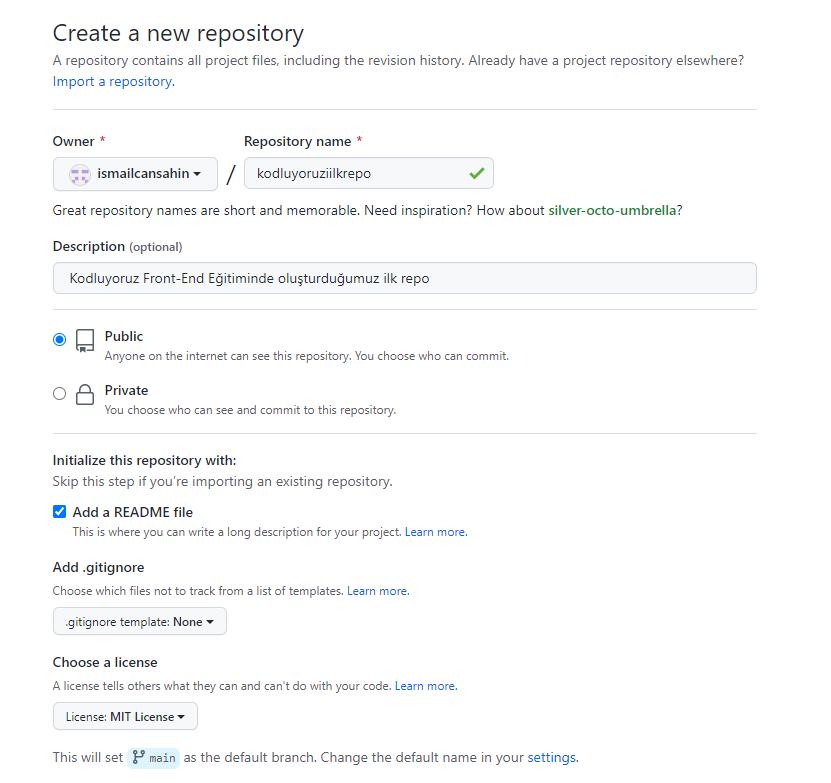 Create a new repository
A repository contains all project files, including the revision history. Already have a project repository elsewhere?
Import a repository.
Owner *
Repository name *
ismailcansahin / kodluyoruziilkrepo
Great repository names are short and memorable. Need inspiration? How about silver-octo-umbrella?
Description (optional)
Kodluyoruz Front-End Eğitiminde oluşturduğumuz ilk repo
Public
Anyone on the internet can see this repository. You choose who can commit.
Private
You choose who can see and commit to this repository.
Initialize this repository with:
Skip this step if you're importing an existing repository.
Add a README file
This is where you can write a long description for your project. Learn more.
Add .gitignore
Choose which files not to track from a list of templates. Learn more.
.gitignore template: None
Choose a license
A license tells others what they can and can't do with your code. Learn more.
License: MIT License
This will set main as the default branch. Change the default name in your settings.